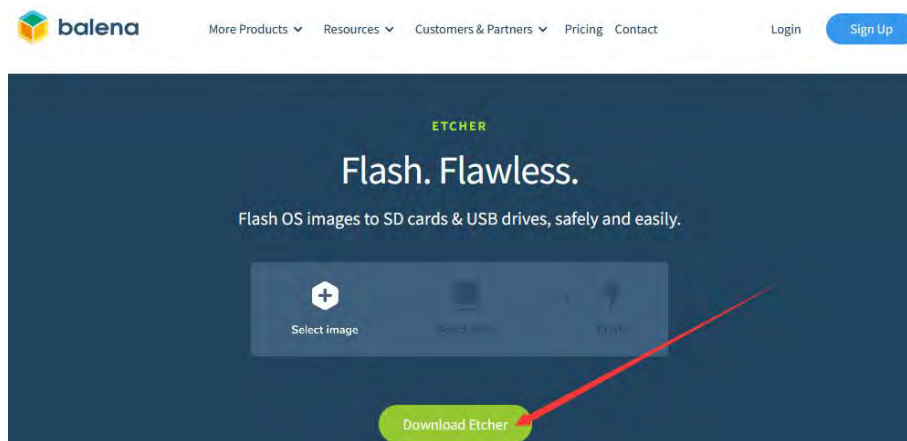 balena
More Products Resources Customers & Partners Pricing Contact Login Sign Up
ETCHER
Flash. Flawless.
Flash OS images to SD cards & USB drives, safely and easily.
Select image
Download Etcher